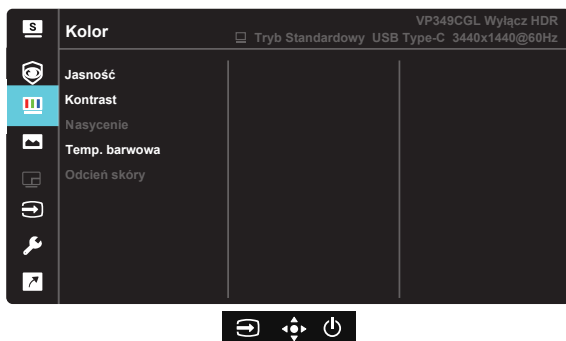 S
Kolor
VP349CGL Wyłącz HDR
Tryb Standardowy USB Type-C 3440x1440@60Hz
Jasność
Kontrast
Nasycenie
Temp. barwowa
Odcień skóry